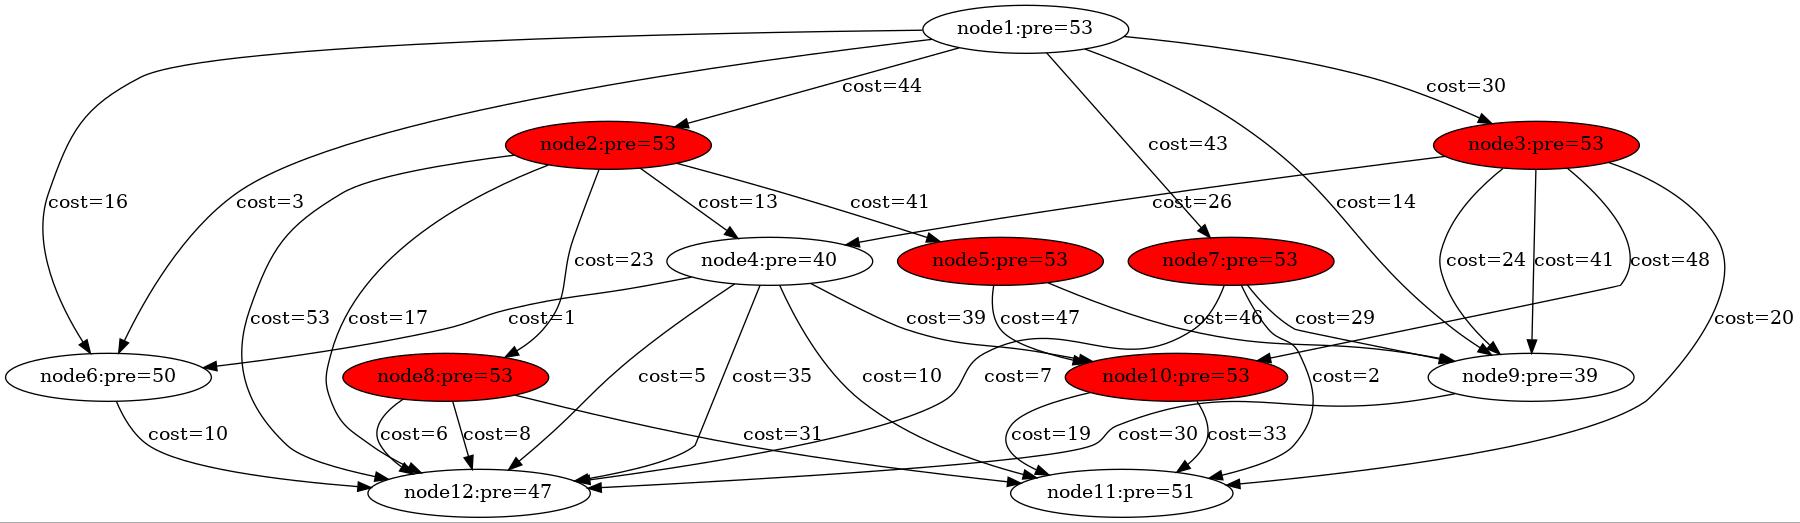 node1:pre=53
cost=44
cost=30
node2:pre=53
cost=43
node3:pre=53
cost=16
cost=3
cost=13
cost=41
cost=26
cost=14
node4:pre=40
node5:pre=53
node7:pre=53
cost=23
cost=24
cost=41
cost=48
cost=53
cost=17
cost=1
cost=39
cost=47
cost=46
cost=29
cost=20
node6:pre=50
node8:pre=53
cost=5
cost=35
cost=10
cost=7
node10:pre=53
cost=2
node9:pre=39
cost=10
cost=6
cost=8
cost=31
cost=19
cost=30
cost=33
node12:pre=47
node11:pre=51